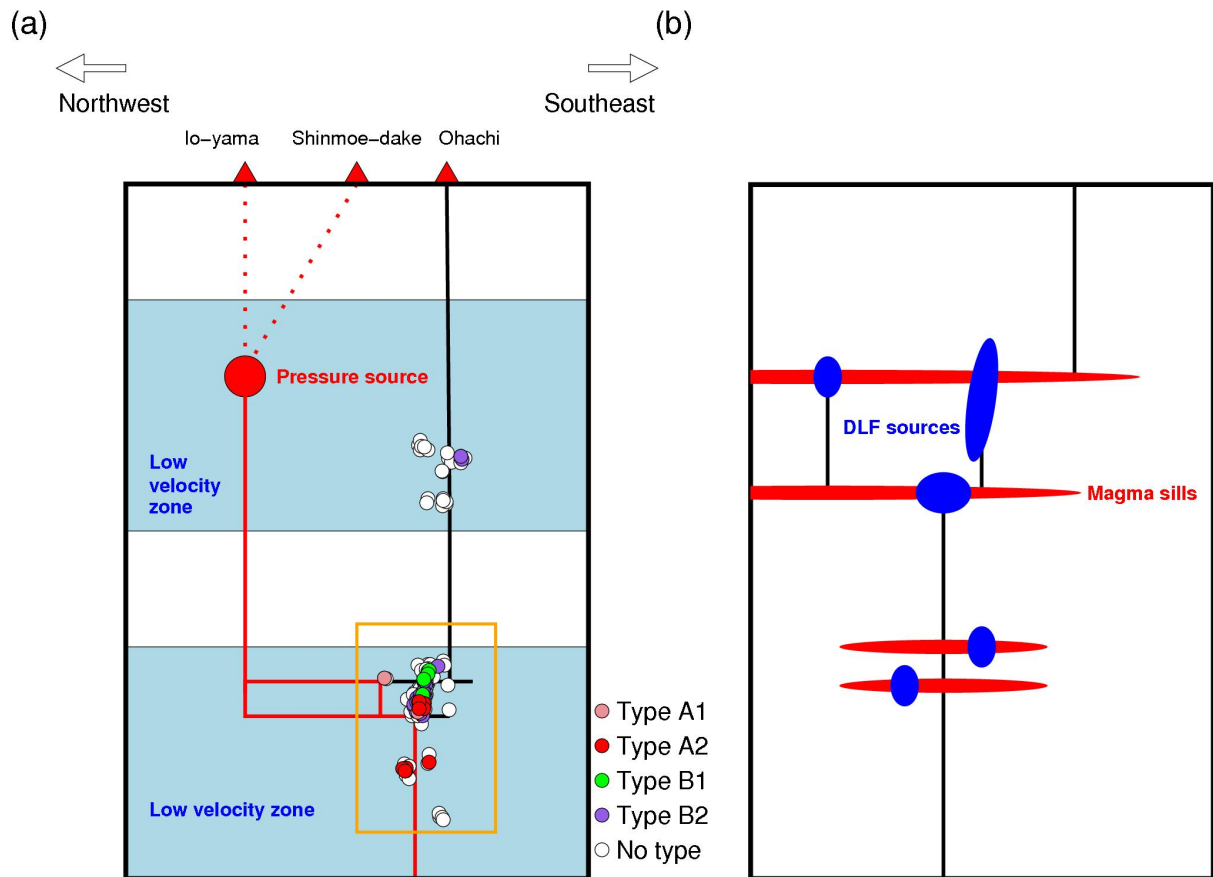 (a)
(b)
Northwest
Southeast
Io−yama
Shinmoe−dake
Ohachi
Pressure source
Low
velocity
zone
Low velocity zone
Type A1
Type A2
Type B1
Type B2
No type
DLF sources
Magma sills